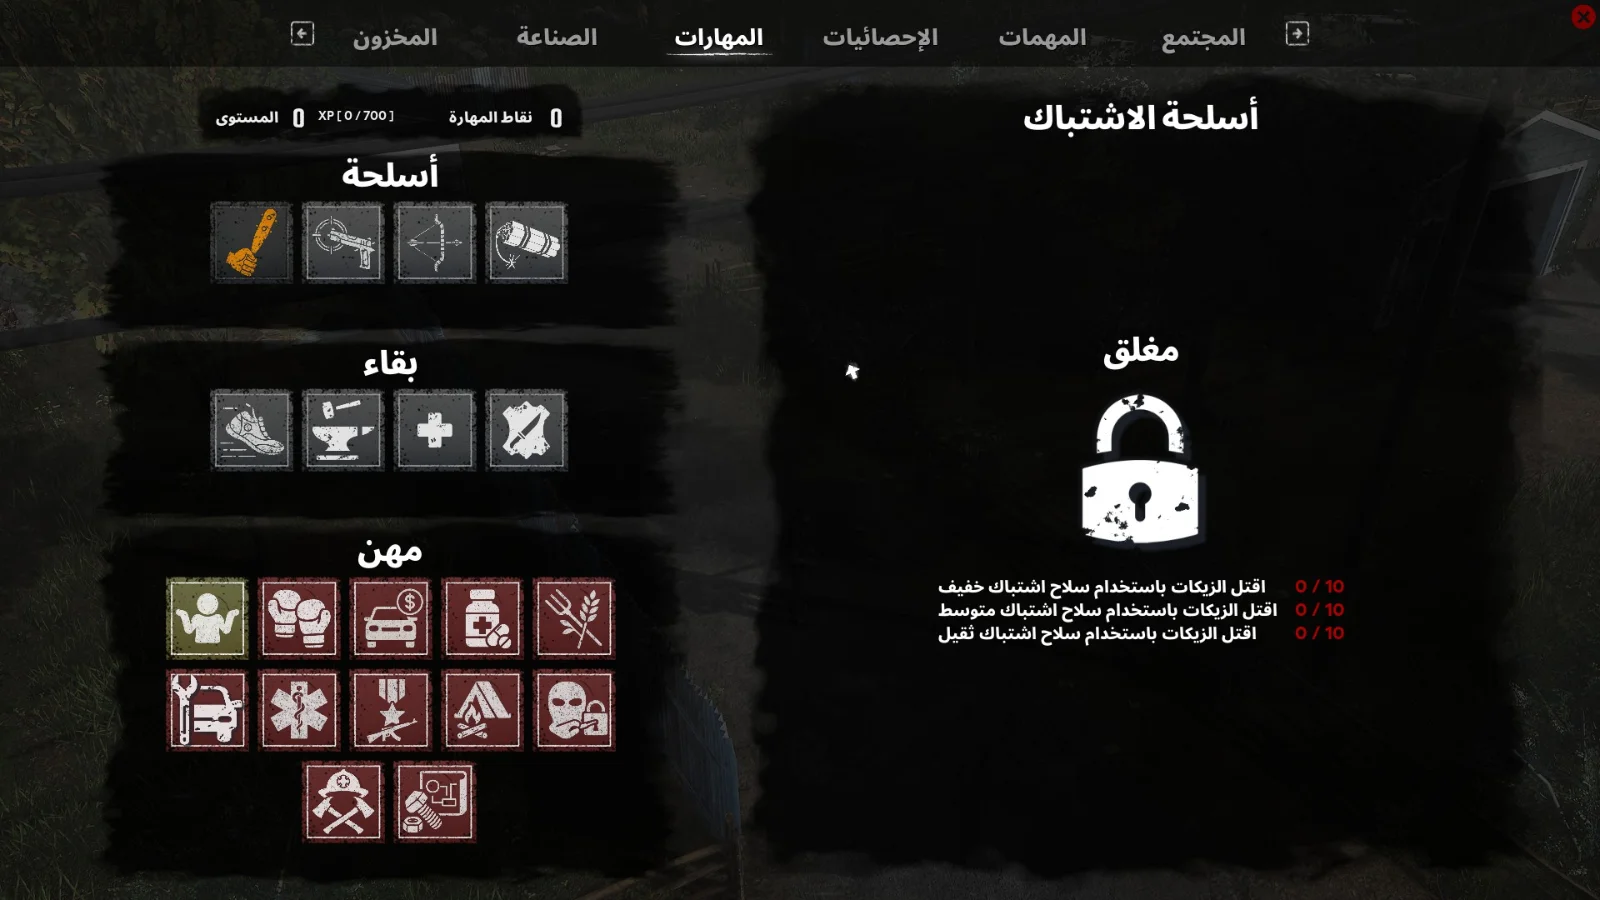 المخزون
الصناعة
المهارات
الإحصائيات
المهمات
المجتمع
المستوى 0 XP [ 0 / 700 ] نقاط المهارة 0
أسلحة
بقاء
مهن
أسلحة الاشتباك
مغلق
اقتل الزيكات باستخدام سلاح اشتباك خفيف 0 / 10
اقتل الزيكات باستخدام سلاح اشتباك متوسط 0 / 10
اقتل الزيكات باستخدام سلاح اشتباك ثقيل 0 / 10